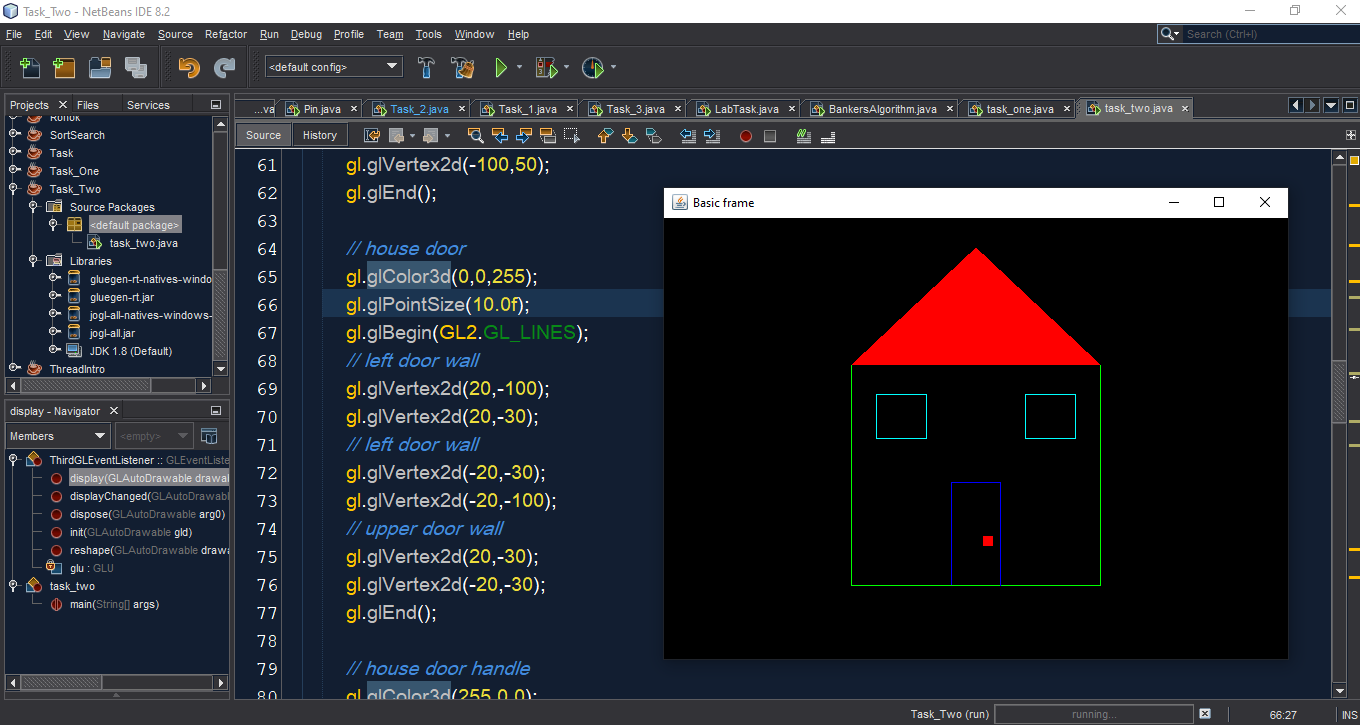 Task_Two - NetBeans IDE 8.2
File Edit View Navigate Source Refactor Run Debug Profile Team Tools Window Help
Search (Ctrl+I)
<default config>
Projects Files Services
...va Pin.java Task_2.java Task_1.java Task_3.java LabTask.java BankersAlgorithm.java task_one.java task_two.java
Source History
Ronok
SortSearch
Task
Task_One
Task_Two
Source Packages
<default package>
task_two.java
Libraries
gluegen-rt-natives-windo
gluegen-rt.jar
jogl-all-natives-windows-
jogl-all.jar
JDK 1.8 (Default)
ThreadIntro
display - Navigator
Members <empty>
ThirdGLEventListener :: GLEventListe
display(GLAutoDrawable drawal
displayChanged(GLAutoDrawabl
dispose(GLAutoDrawable arg0)
init(GLAutoDrawable gld)
reshape(GLAutoDrawable drawa
glu : GLU
task_two
main(String[] args)
61 gl.glVertex2d(-100,50);
62 gl.glEnd();
63
64 // house door
65 gl.glColor3d(0,0,255);
66 gl.glPointSize(10.0f);
67 gl.glBegin(GL2.GL_LINES);
68 // left door wall
69 gl.glVertex2d(20,-100);
70 gl.glVertex2d(20,-30);
71 // left door wall
72 gl.glVertex2d(-20,-30);
73 gl.glVertex2d(-20,-100);
74 // upper door wall
75 gl.glVertex2d(20,-30);
76 gl.glVertex2d(-20,-30);
77 gl.glEnd();
78
79 // house door handle
80 gl.glColor3d(255,0,0);
Basic frame
Task_Two (run) running... 66:27 INS